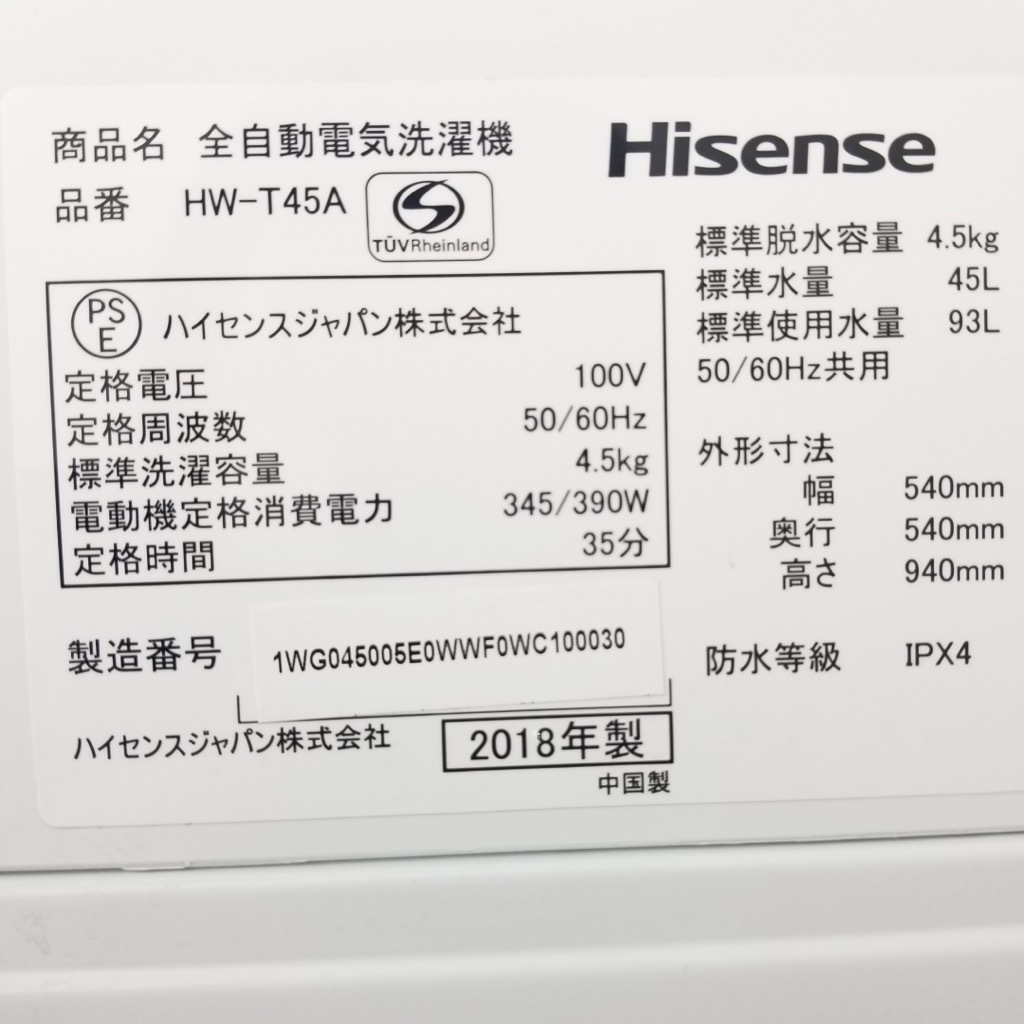 商品名 全自動電気洗濯機
品番 HW-T45A
TÜVRheinland
Hisense
PS
E
ハイセンスジャパン株式会社
定格電圧 100V
定格周波数 50/60Hz
標準洗濯容量 4.5kg
電動機定格消費電力 345/390W
定格時間 35分
標準脱水容量 4.5kg
標準水量 45L
標準使用水量 93L
50/60Hz共用
外形寸法
幅 540mm
奥行 540mm
高さ 940mm
製造番号 1WG045005E0WWF0WC100030
防水等級 IPX4
ハイセンスジャパン株式会社
2018年製
中国製